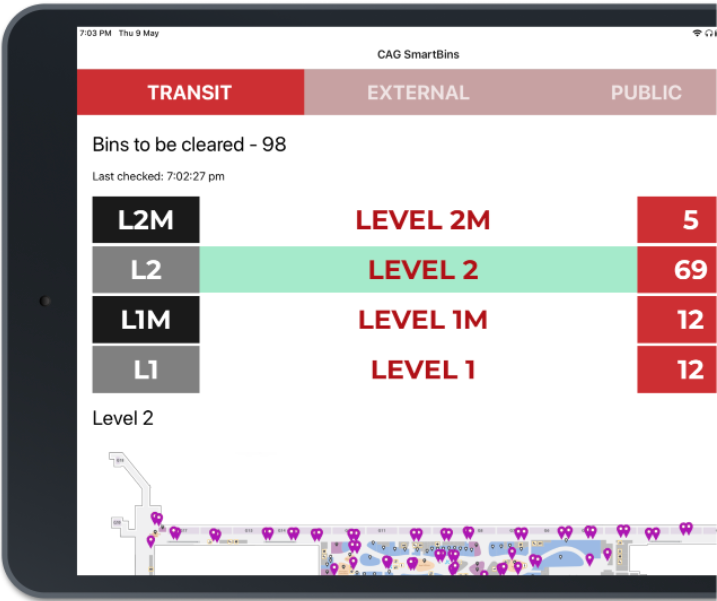 7:03 PM Thu 9 May
CAG SmartBins
TRANSIT EXTERNAL PUBLIC
Bins to be cleared - 98
Last checked: 7:02:27 pm
L2M LEVEL 2M 5
L2 LEVEL 2 69
L1M LEVEL 1M 12
L1 LEVEL 1 12
Level 2